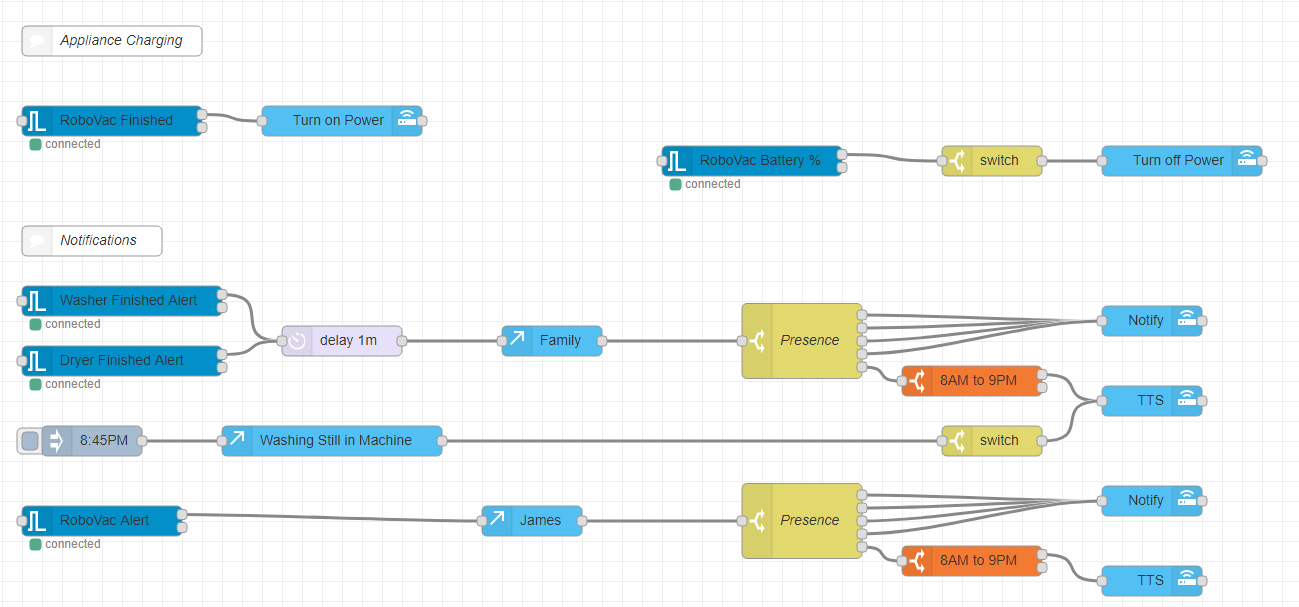 Appliance Charging
RoboVac Finished
connected
Turn on Power
RoboVac Battery %
connected
switch
Turn off Power
Notifications
Washer Finished Alert
connected
Dryer Finished Alert
connected
delay 1m
Family
Presence
Notify
8AM to 9PM
TTS
8:45PM
Washing Still in Machine
switch
RoboVac Alert
connected
James
Presence
Notify
8AM to 9PM
TTS